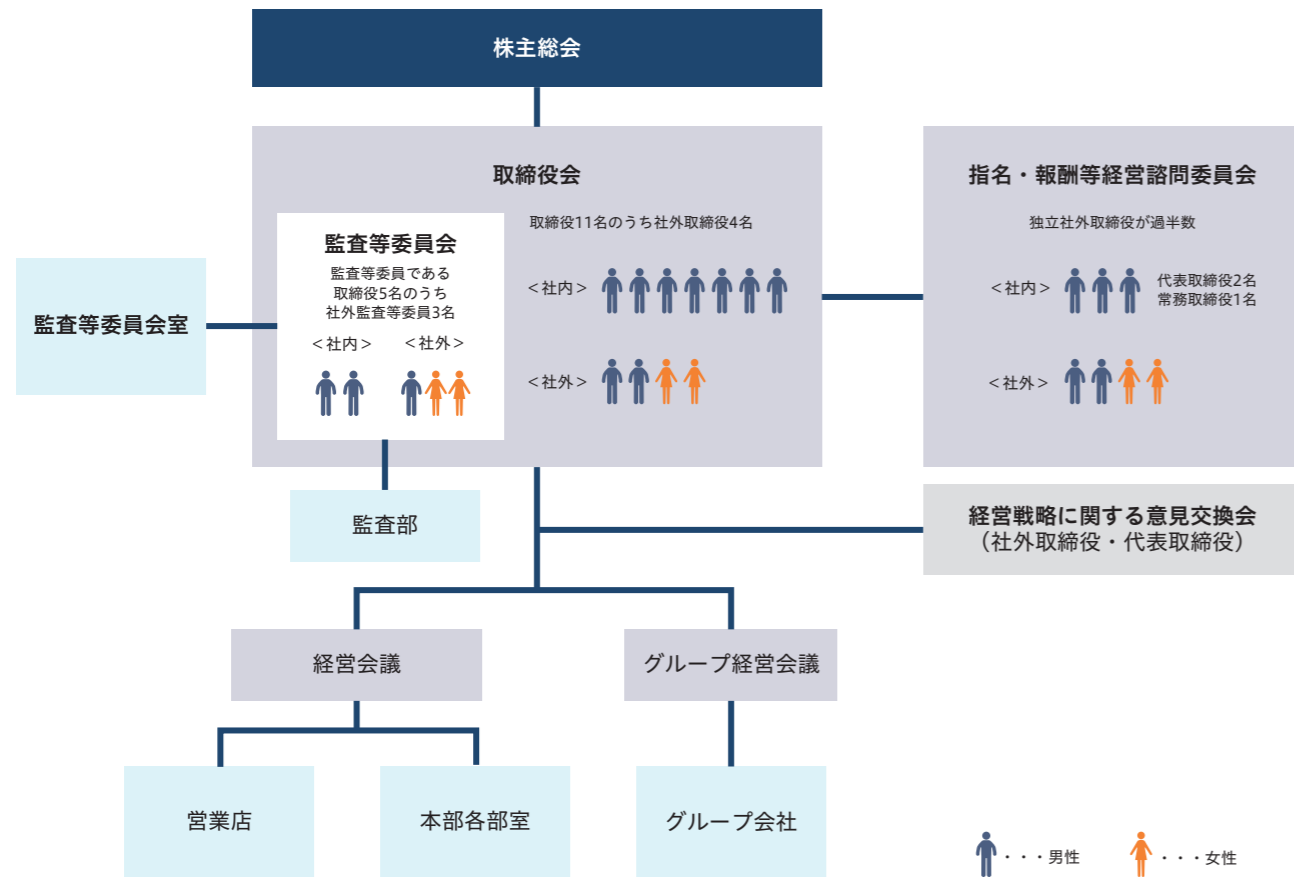 株主総会
取締役会
取締役11名のうち社外取締役4名
＜社内＞
＜社外＞
監査等委員会
監査等委員である
取締役5名のうち
社外監査等委員3名
＜社内＞
＜社外＞
指名・報酬等経営諮問委員会
独立社外取締役が過半数
＜社内＞
代表取締役2名
常務取締役1名
＜社外＞
監査等委員会室
監査部
経営戦略に関する意見交換会
（社外取締役・代表取締役）
経営会議
グループ経営会議
営業店
本部各部室
グループ会社
・・・男性
・・・女性